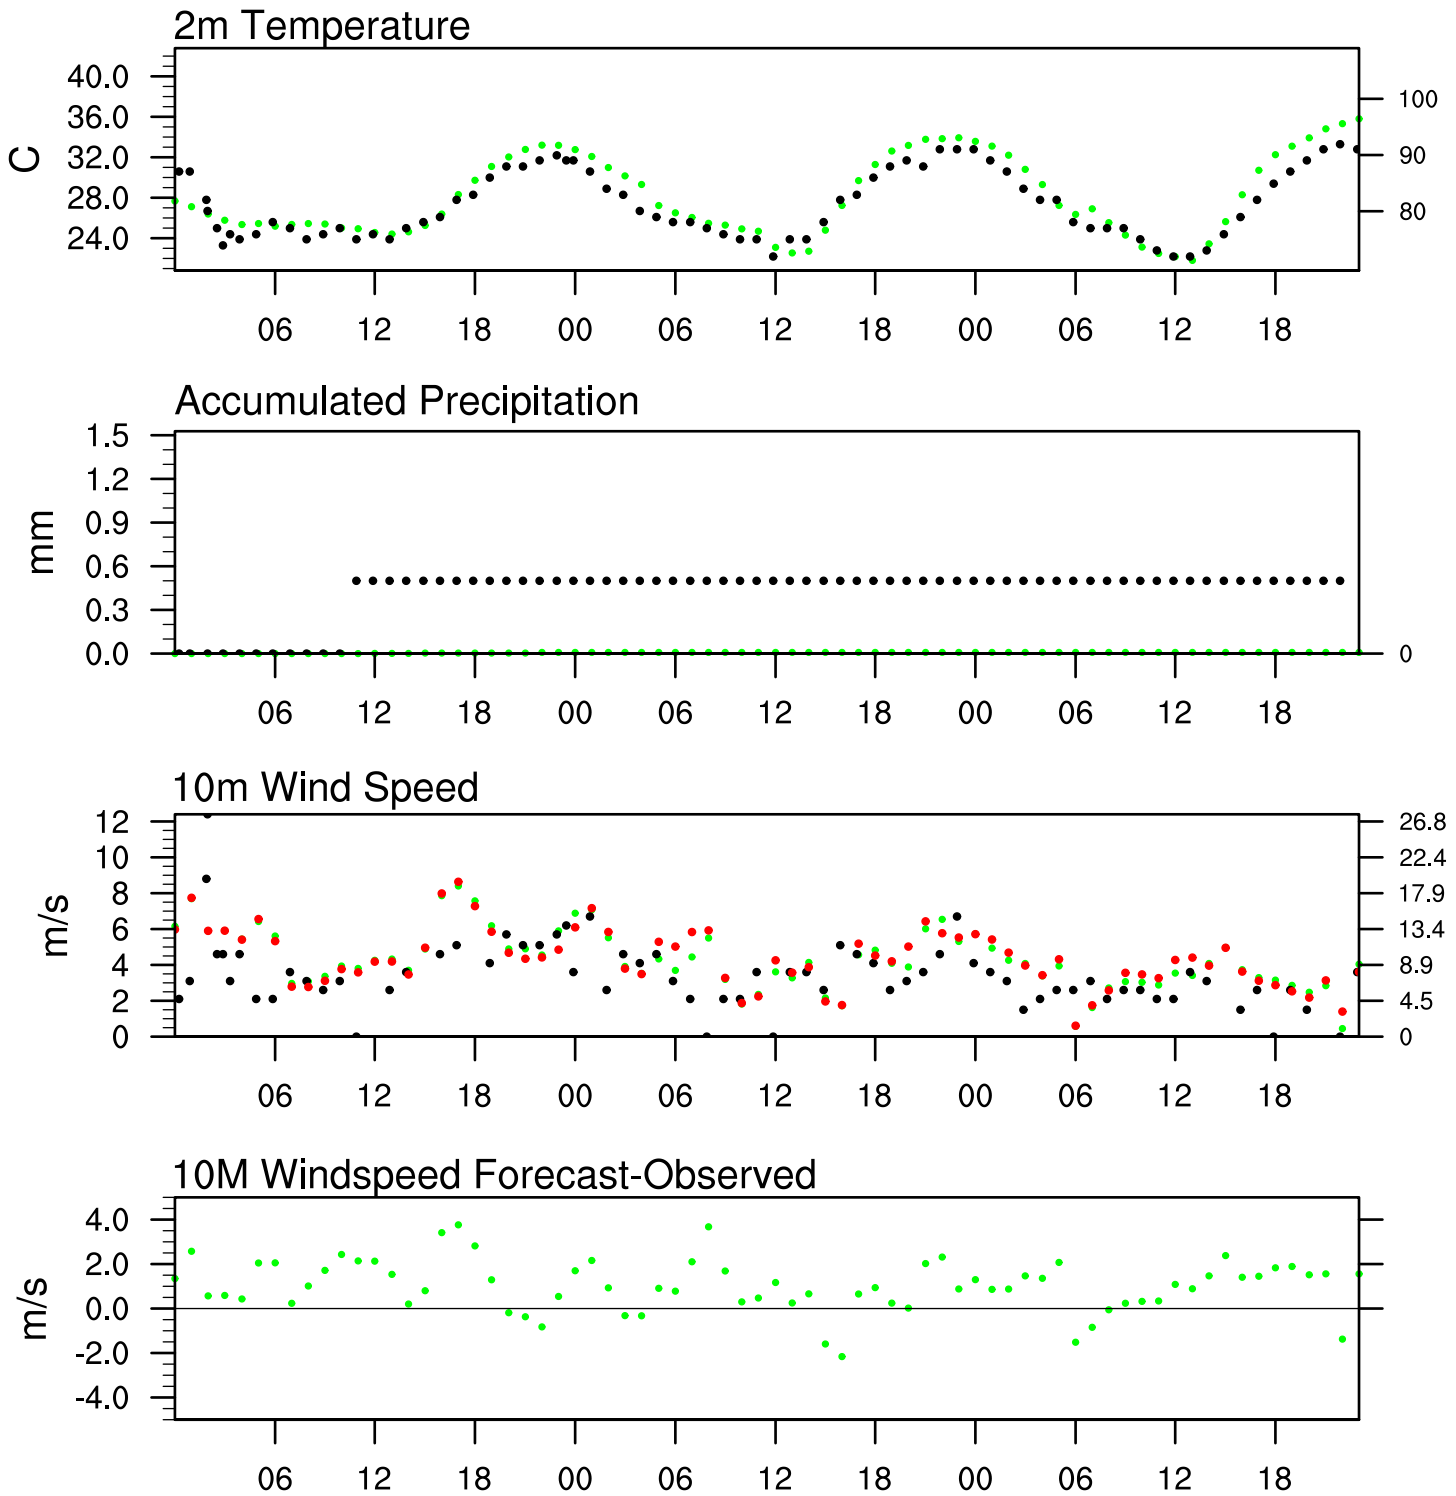 2m Temperature
40.0
36.0
32.0
28.0
24.0
C
100
90
80
06 12 18 00 06 12 18 00 06 12 18
Accumulated Precipitation
1.5
1.2
0.9
0.6
0.3
0.0
mm
0
06 12 18 00 06 12 18 00 06 12 18
10m Wind Speed
12
10
8
6
4
2
0
m/s
26.8
22.4
17.9
13.4
8.9
4.5
0
06 12 18 00 06 12 18 00 06 12 18
10M Windspeed Forecast-Observed
4.0
2.0
0.0
-2.0
-4.0
m/s
06 12 18 00 06 12 18 00 06 12 18